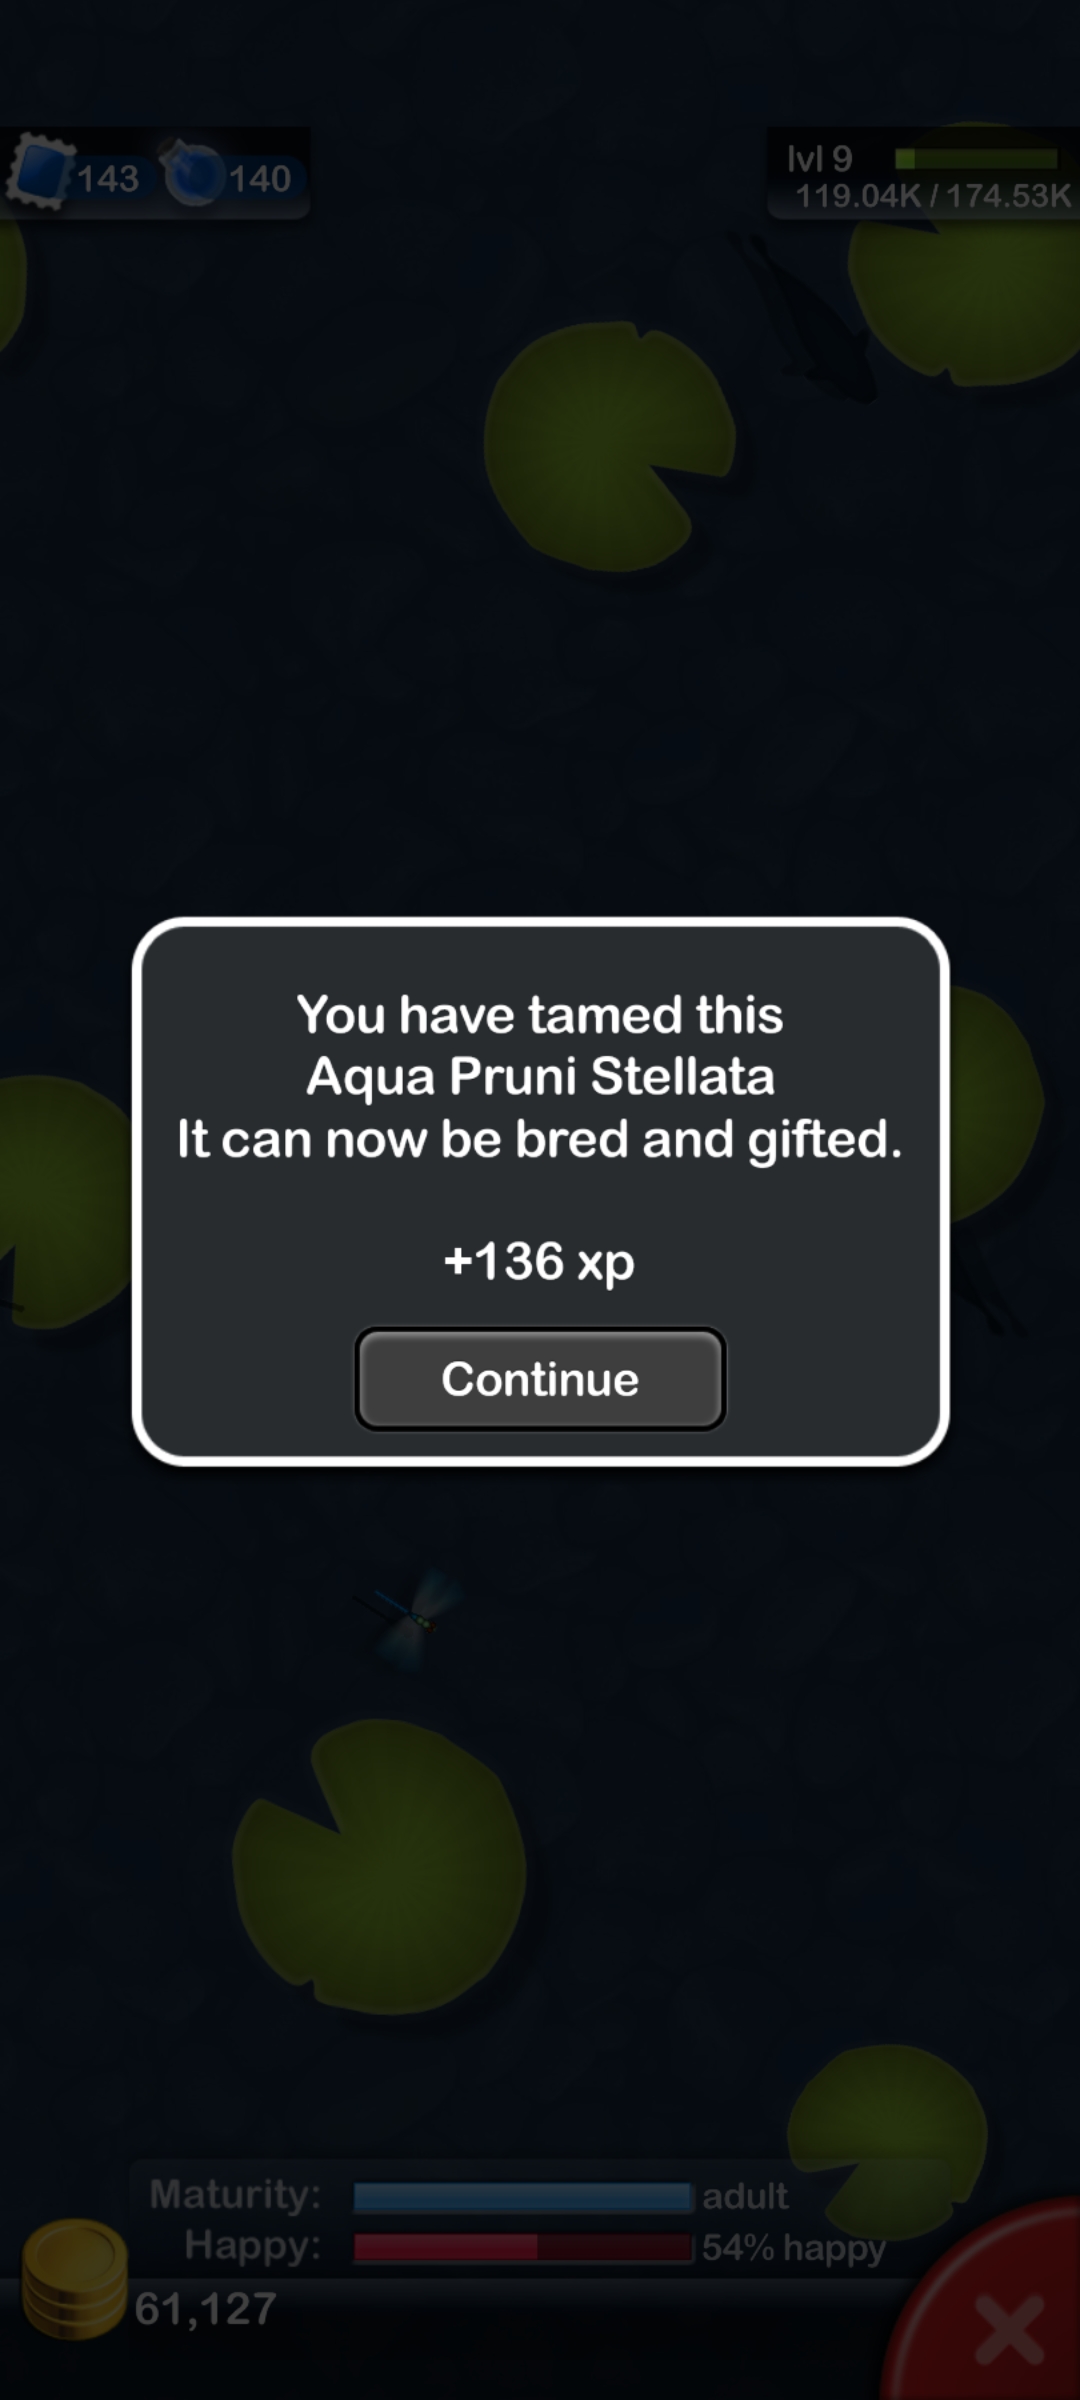 143 140
lvl 9
119.04K / 174.53K
You have tamed this
Aqua Pruni Stellata
It can now be bred and gifted.
+136 xp
Continue
Maturity: adult
Happy: 54% happy
61,127